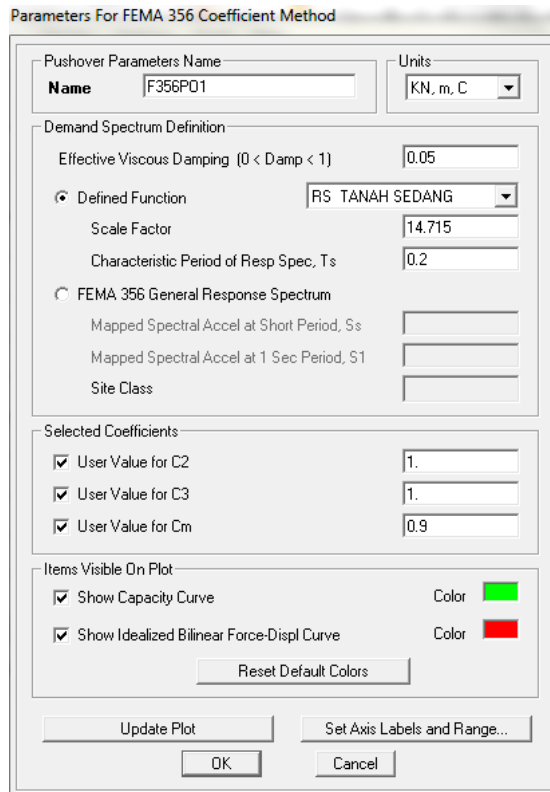 Parameters For FEMA 356 Coefficient Method
Pushover Parameters Name
Name F356PO1
Units
KN, m, C
Demand Spectrum Definition
Effective Viscous Damping (0 < Damp < 1) 0.05
Defined Function RS TANAH SEDANG
Scale Factor 14.715
Characteristic Period of Resp Spec, Ts 0.2
FEMA 356 General Response Spectrum
Mapped Spectral Accel at Short Period, Ss
Mapped Spectral Accel at 1 Sec Period, S1
Site Class
Selected Coefficients
User Value for C2 1.
User Value for C3 1.
User Value for Cm 0.9
Items Visible On Plot
Show Capacity Curve Color
Show Idealized Bilinear Force-Displ Curve Color
Reset Default Colors
Update Plot Set Axis Labels and Range...
OK Cancel